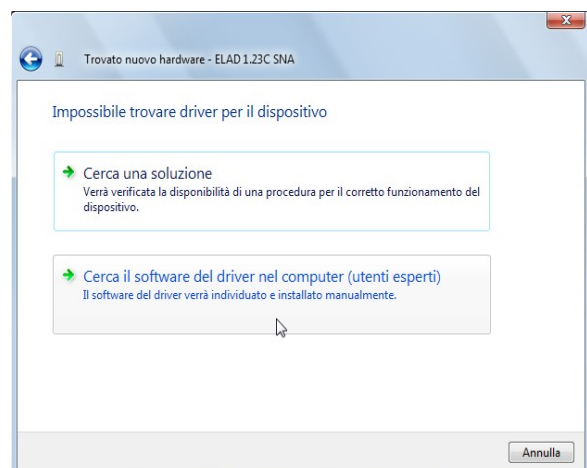 Trovato nuovo hardware - ELAD 1.23C SNA
Impossibile trovare driver per il dispositivo
Cerca una soluzione
Verrà verificata la disponibilità di una procedura per il corretto funzionamento del
dispositivo.
Cerca il software del driver nel computer (utenti esperti)
Il software del driver verrà individuato e installato manualmente.
Annulla